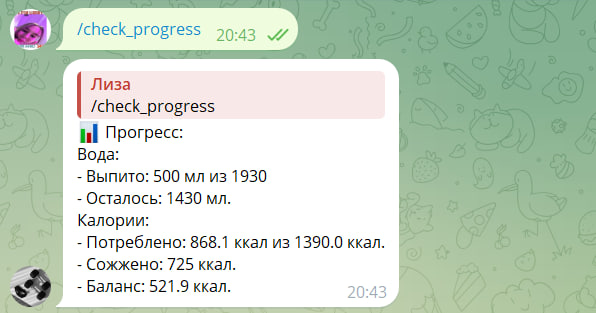 /check_progress
20:43
Лиза
/check_progress
Прогресс:
Вода:
- Выпито: 500 мл из 1930
- Осталось: 1430 мл.
Калории:
- Потреблено: 868.1 ккал из 1390.0 ккал.
- Сожжено: 725 ккал.
- Баланс: 521.9 ккал.
20:43